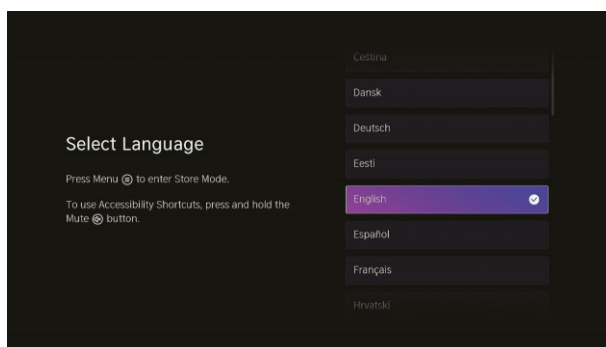 Select Language
Press Menu to enter Store Mode.
To use Accessibility Shortcuts, press and hold the
Mute button.
Čeština
Dansk
Deutsch
Eesti
English
Español
Français
Hrvatski